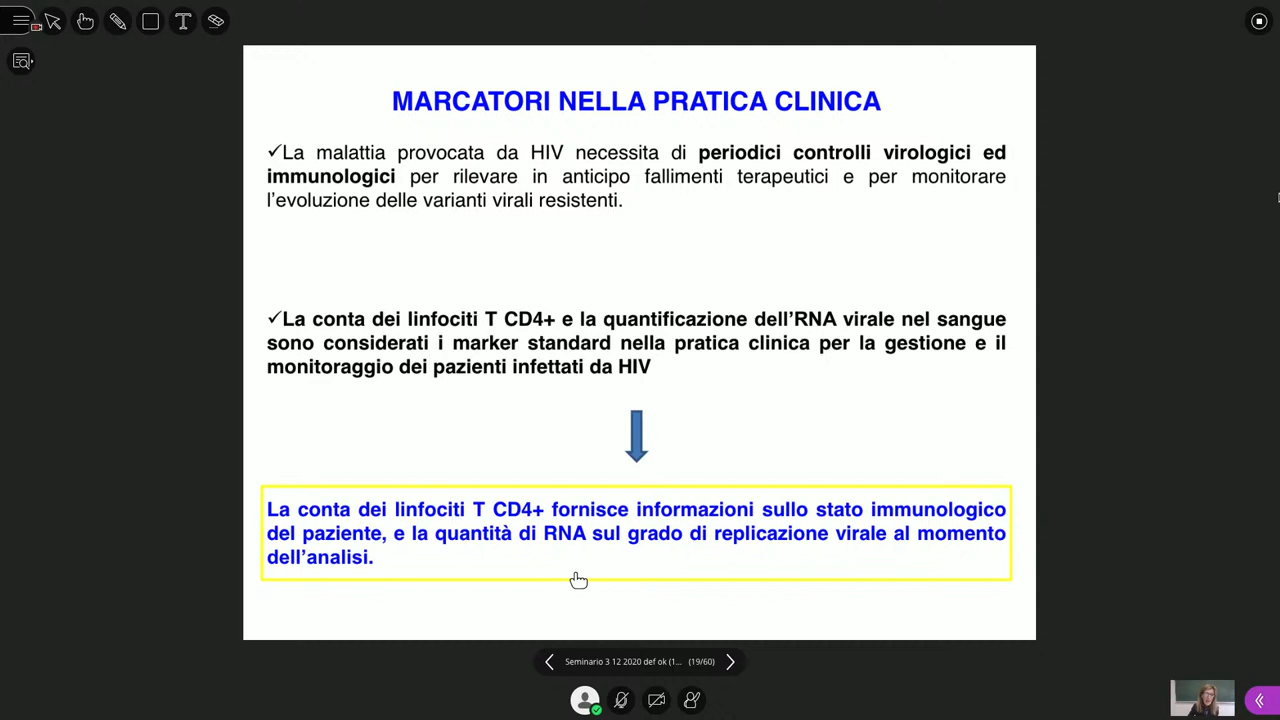 MARCATORI NELLA PRATICA CLINICA
✓La malattia provocata da HIV necessita di periodici controlli virologici ed
immunologici per rilevare in anticipo fallimenti terapeutici e per monitorare
l’evoluzione delle varianti virali resistenti.
✓La conta dei linfociti T CD4+ e la quantificazione dell’RNA virale nel sangue
sono considerati i marker standard nella pratica clinica per la gestione e il
monitoraggio dei pazienti infettati da HIV
La conta dei linfociti T CD4+ fornisce informazioni sullo stato immunologico
del paziente, e la quantità di RNA sul grado di replicazione virale al momento
dell’analisi.
Seminario 3 12 2020 def ok (1... (19/60)